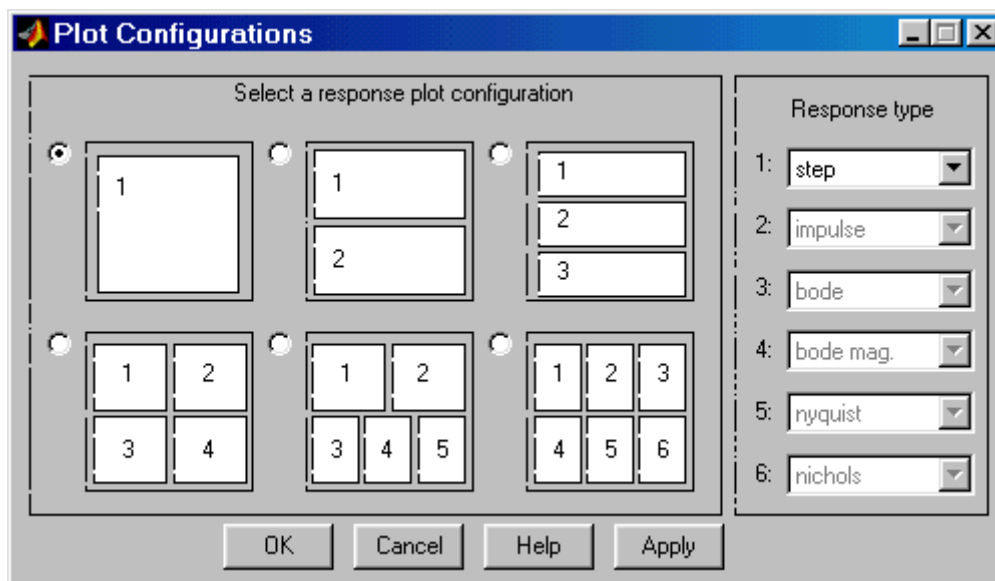 Plot Configurations
Select a response plot configuration
1
1
2
1
2
3
1 2
3 4
1 2
3 4 5
1 2 3
4 5 6
Response type
1: step
2: impulse
3: bode
4: bode mag.
5: nyquist
6: nichols
OK Cancel Help Apply